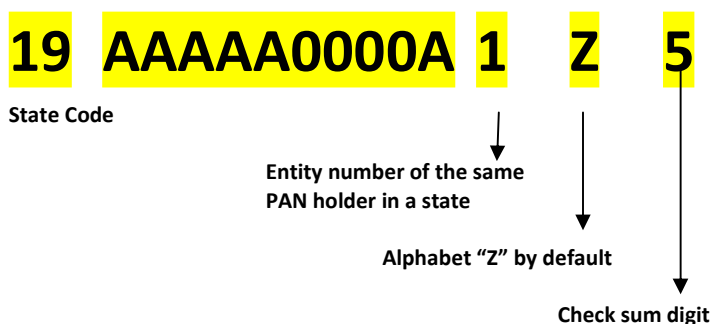 19 AAAAA0000A 1 Z 5
State Code
Entity number of the same
PAN holder in a state
Alphabet “Z” by default
Check sum digit